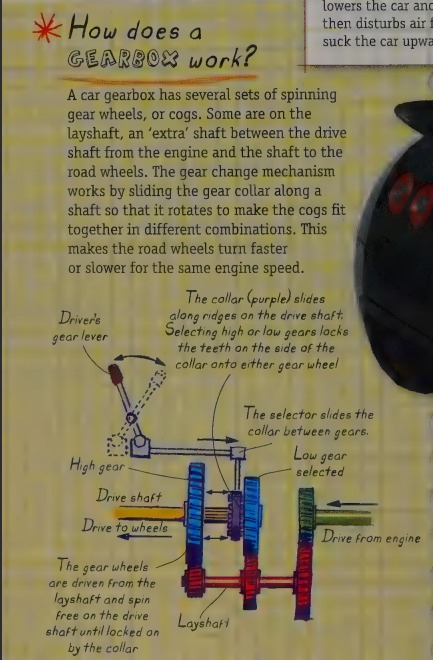 lowers the car and
then disturbs air f
suck the car upwa
How does a
GEARBOX work?
A car gearbox has several sets of spinning
gear wheels, or cogs. Some are on the
layshaft, an ‘extra’ shaft between the drive
shaft from the engine and the shaft to the
road wheels. The gear change mechanism
works by sliding the gear collar along a
shaft so that it rotates to make the cogs fit
together in different combinations. This
makes the road wheels turn faster
or slower for the same engine speed.
The collar (purple) slides
along ridges on the drive shaft.
Selecting high or low gears locks
the teeth on the side of the
collar onto either gear wheel
Driver's
gear lever
The selector slides the
collar between gears.
High gear
Low gear
selected
Drive shaft
Drive to wheels
Drive from engine
The gear wheels
are driven from the
layshaft and spin
free on the drive
shaft until locked on
by the collar
Layshaft